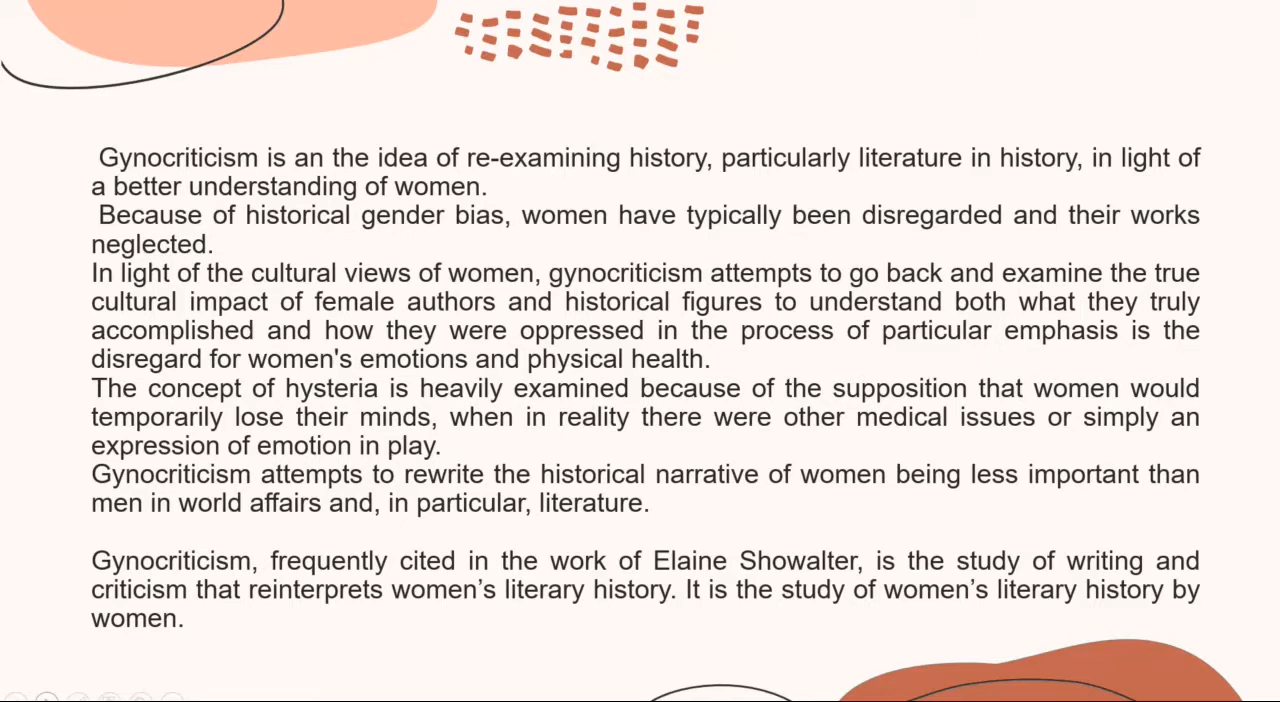 Gynocriticism is an the idea of re-examining history, particularly literature in history, in light of
a better understanding of women.
Because of historical gender bias, women have typically been disregarded and their works
neglected.
In light of the cultural views of women, gynocriticism attempts to go back and examine the true
cultural impact of female authors and historical figures to understand both what they truly
accomplished and how they were oppressed in the process of particular emphasis is the
disregard for women's emotions and physical health.
The concept of hysteria is heavily examined because of the supposition that women would
temporarily lose their minds, when in reality there were other medical issues or simply an
expression of emotion in play.
Gynocriticism attempts to rewrite the historical narrative of women being less important than
men in world affairs and, in particular, literature.
Gynocriticism, frequently cited in the work of Elaine Showalter, is the study of writing and
criticism that reinterprets women’s literary history. It is the study of women’s literary history by
women.